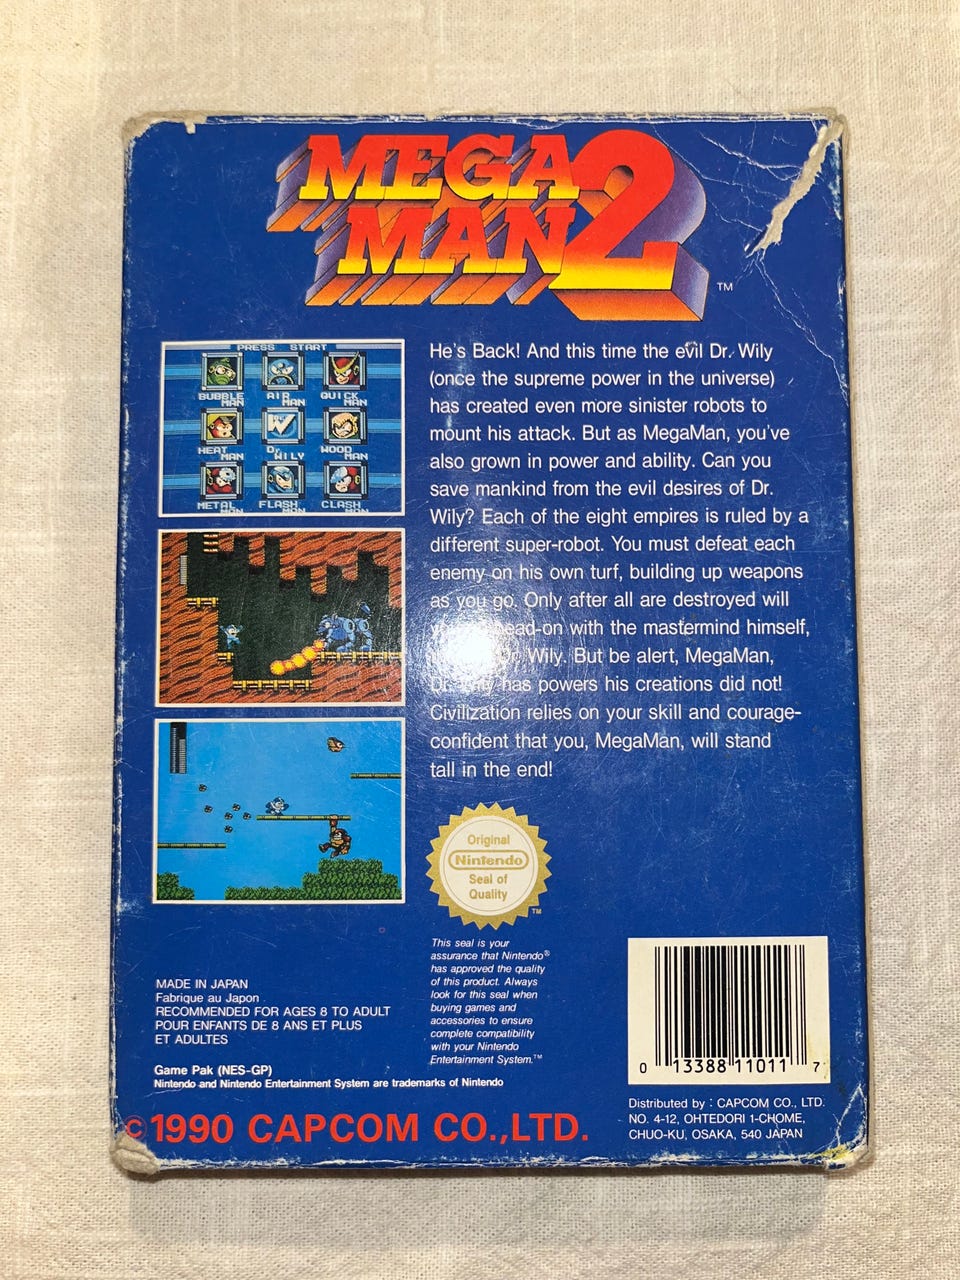 MEGA
MAN 2
TM
PRESS START
BUBBLE MAN AIR MAN QUICK MAN
HEAT MAN Dr. WILY WOOD MAN
METAL MAN FLASH MAN CLASH MAN
He's Back! And this time the evil Dr. Wily
(once the supreme power in the universe)
has created even more sinister robots to
mount his attack. But as MegaMan, you've
also grown in power and ability. Can you
save mankind from the evil desires of Dr.
Wily? Each of the eight empires is ruled by a
different super-robot. You must defeat each
enemy on his own turf, building up weapons
as you go. Only after all are destroyed will
head-on with the mastermind himself,
Wily. But be alert, MegaMan,
Dr. Wily has powers his creations did not!
Civilization relies on your skill and courage-
confident that you, MegaMan, will stand
tall in the end!
Original
Nintendo
Seal of
Quality
TM
This seal is your
assurance that Nintendo®
has approved the quality
of this product. Always
look for this seal when
buying games and
accessories to ensure
complete compatibility
with your Nintendo
Entertainment System.™
MADE IN JAPAN
Fabrique au Japon
RECOMMENDED FOR AGES 8 TO ADULT
POUR ENFANTS DE 8 ANS ET PLUS
ET ADULTES
Game Pak (NES-GP)
Nintendo and Nintendo Entertainment System are trademarks of Nintendo
© 1990 CAPCOM CO.,LTD.
0 13388 11011 7
Distributed by : CAPCOM CO., LTD.
NO. 4-12, OHTEDORI 1-CHOME,
CHUO-KU, OSAKA, 540 JAPAN